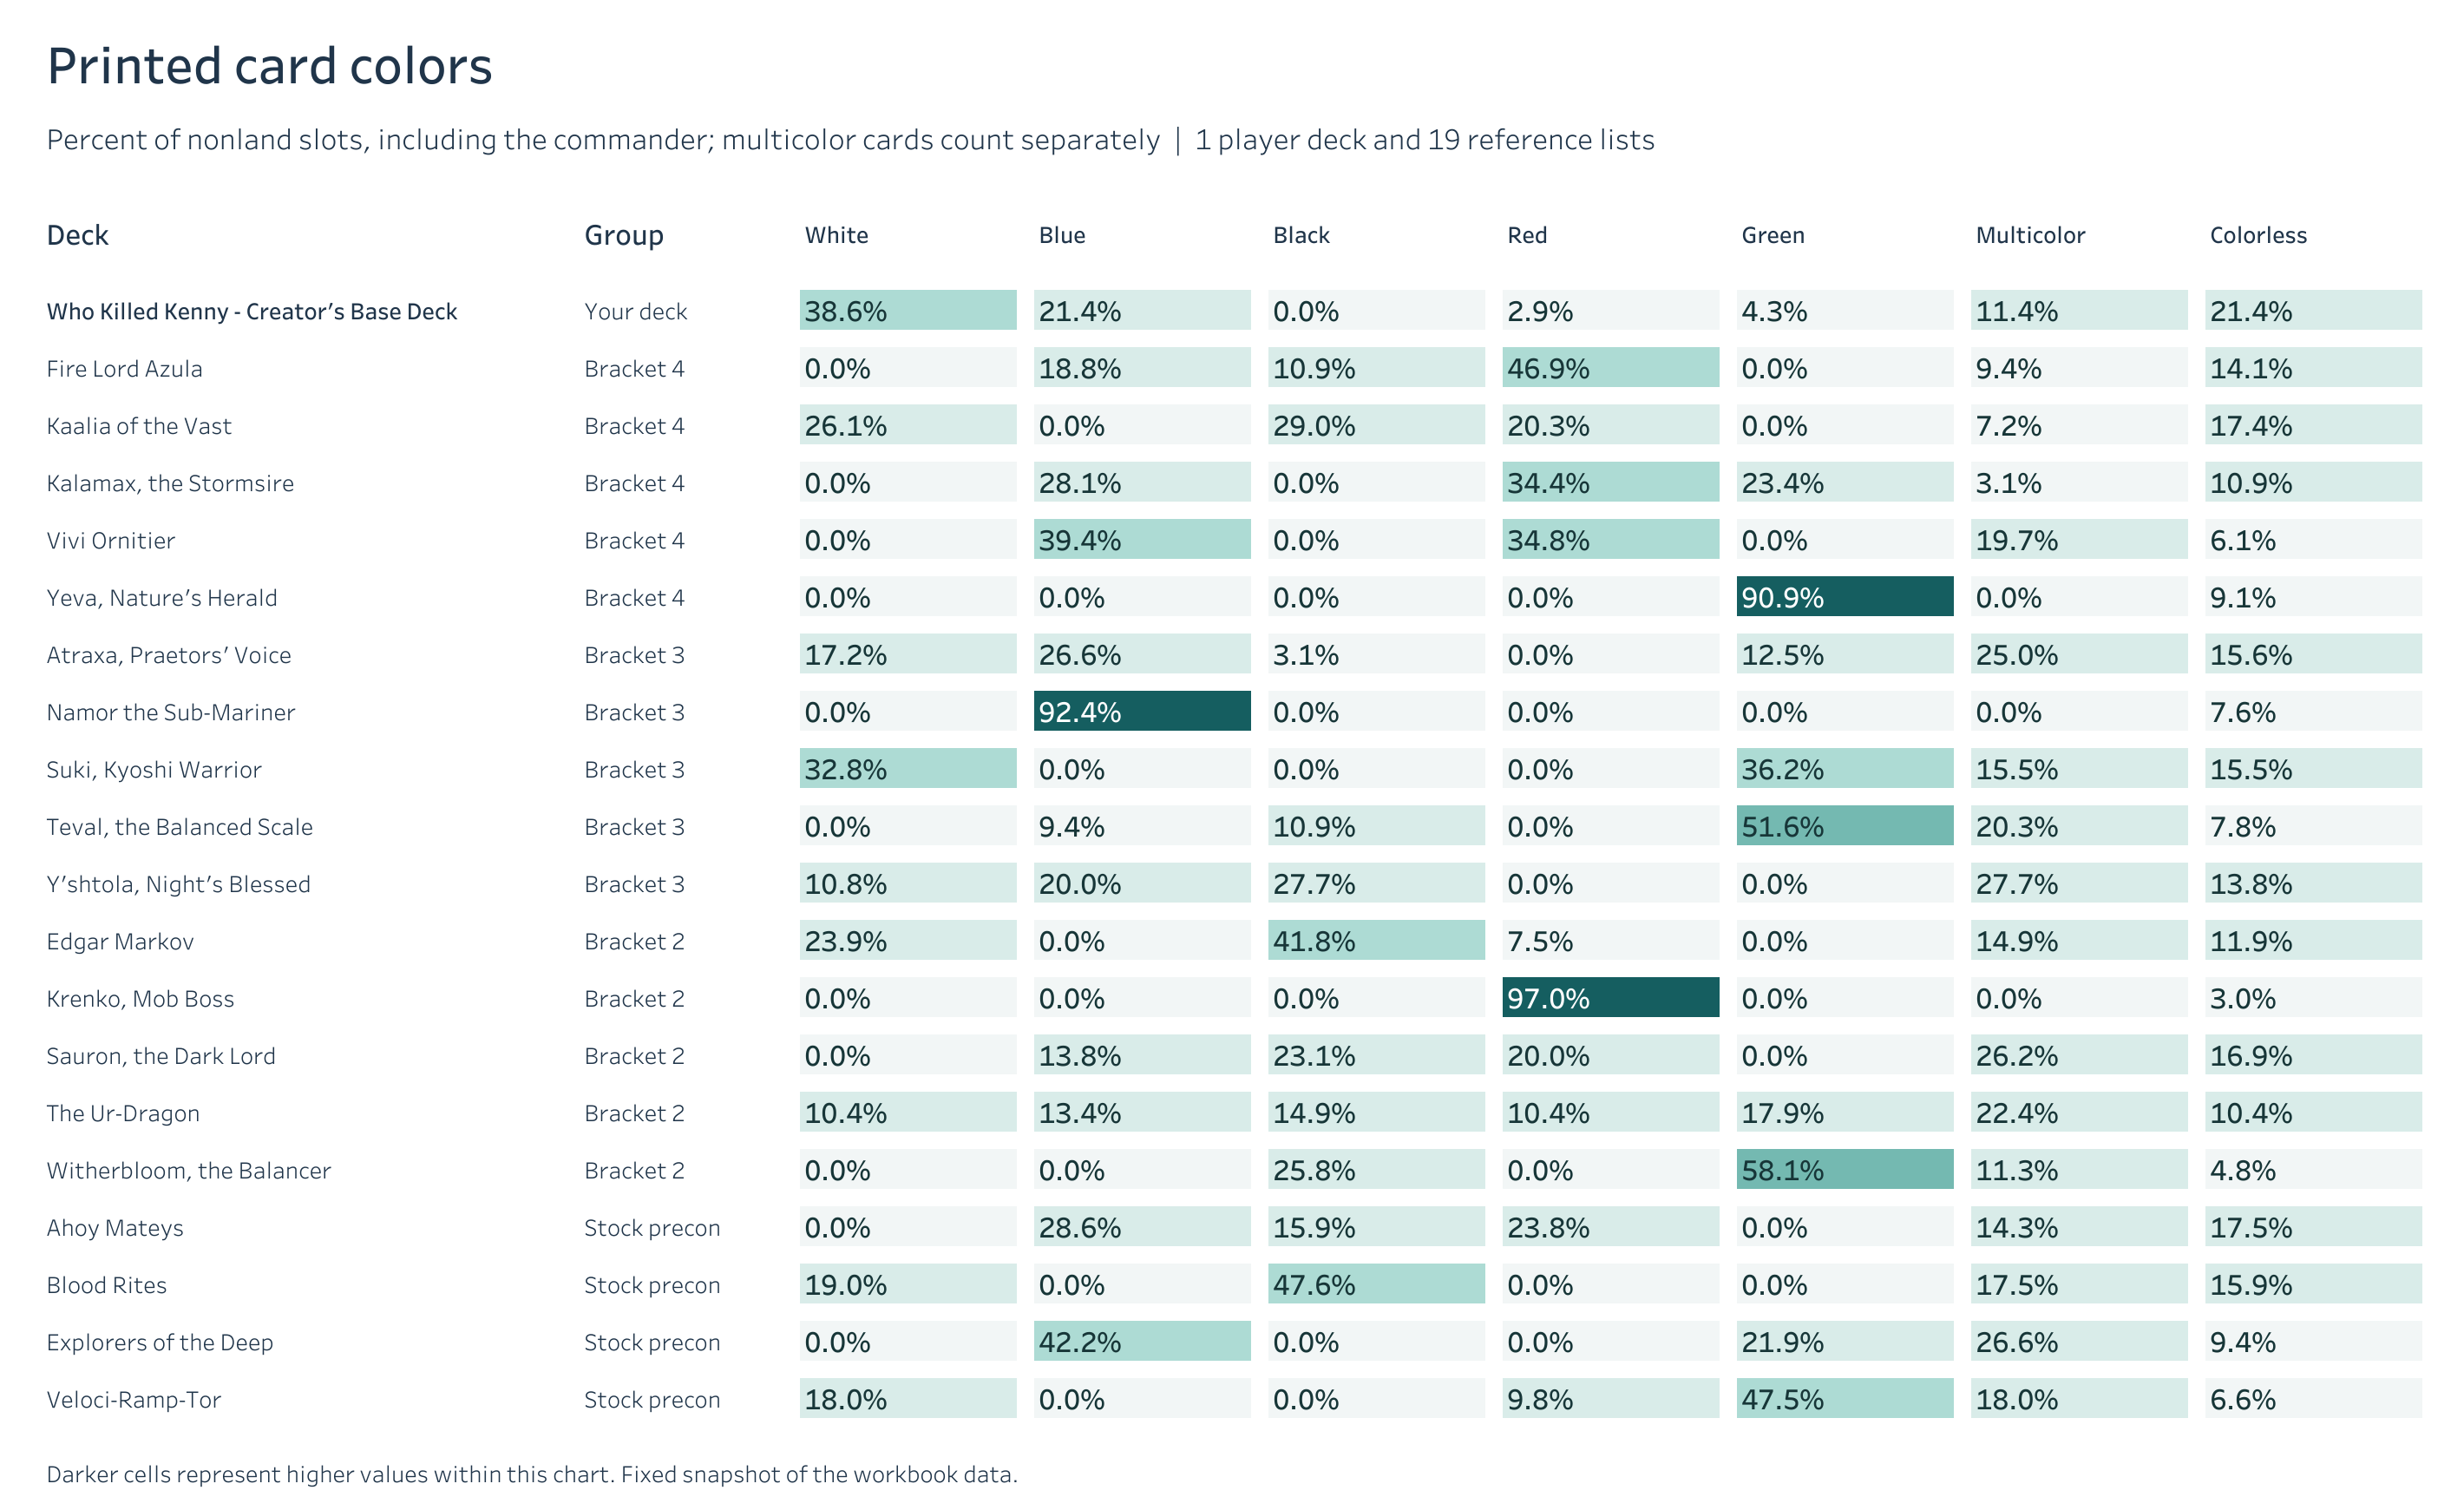 Printed card colors
Percent of nonland slots, including the commander; multicolor cards count separately | 1 player deck and 19 reference lists
Deck Group White Blue Black Red Green Multicolor Colorless
Who Killed Kenny - Creator’s Base Deck Your deck 38.6% 21.4% 0.0% 2.9% 4.3% 11.4% 21.4%
Fire Lord Azula Bracket 4 0.0% 18.8% 10.9% 46.9% 0.0% 9.4% 14.1%
Kaalia of the Vast Bracket 4 26.1% 0.0% 29.0% 20.3% 0.0% 7.2% 17.4%
Kalamax, the Stormsire Bracket 4 0.0% 28.1% 0.0% 34.4% 23.4% 3.1% 10.9%
Vivi Ornitier Bracket 4 0.0% 39.4% 0.0% 34.8% 0.0% 19.7% 6.1%
Yeva, Nature’s Herald Bracket 4 0.0% 0.0% 0.0% 0.0% 90.9% 0.0% 9.1%
Atraxa, Praetors’ Voice Bracket 3 17.2% 26.6% 3.1% 0.0% 12.5% 25.0% 15.6%
Namor the Sub-Mariner Bracket 3 0.0% 92.4% 0.0% 0.0% 0.0% 0.0% 7.6%
Suki, Kyoshi Warrior Bracket 3 32.8% 0.0% 0.0% 0.0% 36.2% 15.5% 15.5%
Teval, the Balanced Scale Bracket 3 0.0% 9.4% 10.9% 0.0% 51.6% 20.3% 7.8%
Y’shtola, Night’s Blessed Bracket 3 10.8% 20.0% 27.7% 0.0% 0.0% 27.7% 13.8%
Edgar Markov Bracket 2 23.9% 0.0% 41.8% 7.5% 0.0% 14.9% 11.9%
Krenko, Mob Boss Bracket 2 0.0% 0.0% 0.0% 97.0% 0.0% 0.0% 3.0%
Sauron, the Dark Lord Bracket 2 0.0% 13.8% 23.1% 20.0% 0.0% 26.2% 16.9%
The Ur-Dragon Bracket 2 10.4% 13.4% 14.9% 10.4% 17.9% 22.4% 10.4%
Witherbloom, the Balancer Bracket 2 0.0% 0.0% 25.8% 0.0% 58.1% 11.3% 4.8%
Ahoy Mateys Stock precon 0.0% 28.6% 15.9% 23.8% 0.0% 14.3% 17.5%
Blood Rites Stock precon 19.0% 0.0% 47.6% 0.0% 0.0% 17.5% 15.9%
Explorers of the Deep Stock precon 0.0% 42.2% 0.0% 0.0% 21.9% 26.6% 9.4%
Veloci-Ramp-Tor Stock precon 18.0% 0.0% 0.0% 9.8% 47.5% 18.0% 6.6%
Darker cells represent higher values within this chart. Fixed snapshot of the workbook data.